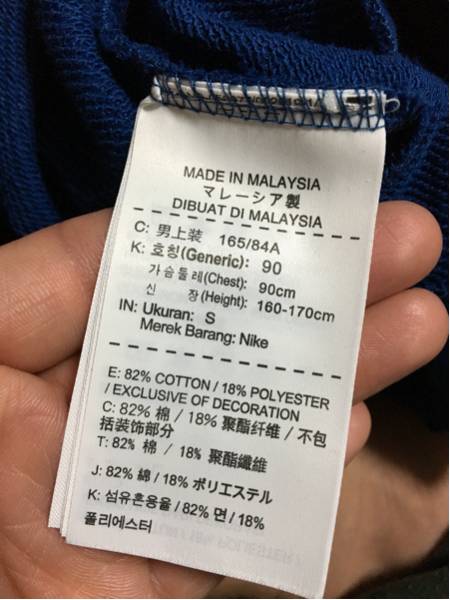 MADE IN MALAYSIA
マレーシア製
DIBUAT DI MALAYSIA
C: 男上装 165/84A
K: 호칭(Generic): 90
가슴둘레(Chest): 90cm
신 장(Height): 160-170cm
IN: Ukuran: S
Merek Barang: Nike
E: 82% COTTON / 18% POLYESTER
/ EXCLUSIVE OF DECORATION
C: 82% 棉 / 18% 聚酯纤维 / 不包
括装饰部分
T: 82% 棉 / 18% 聚酯纖維
J: 82% 綿 / 18% ポリエステル
K: 섬유혼용율 / 82% 면 / 18%
폴리에스터